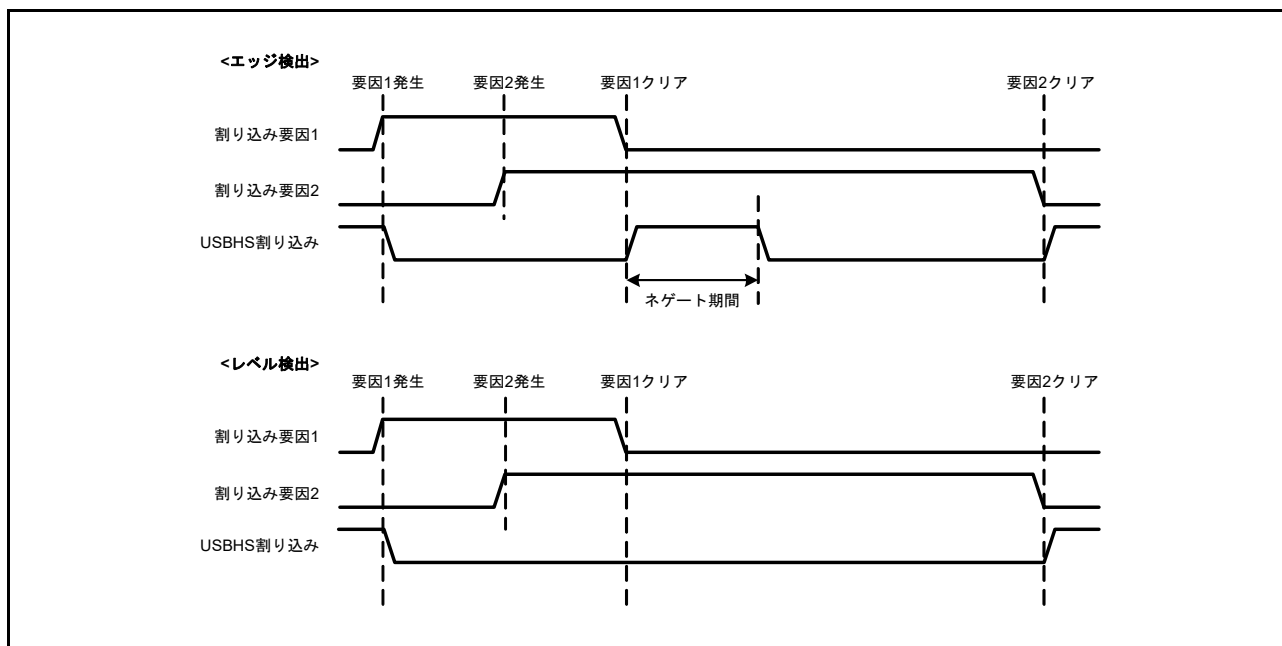 <エッジ検出>
要因1発生 要因2発生 要因1クリア 要因2クリア
割り込み要因1
割り込み要因2
USBHS割り込み
ネゲート期間
<レベル検出>
要因1発生 要因2発生 要因1クリア 要因2クリア
割り込み要因1
割り込み要因2
USBHS割り込み